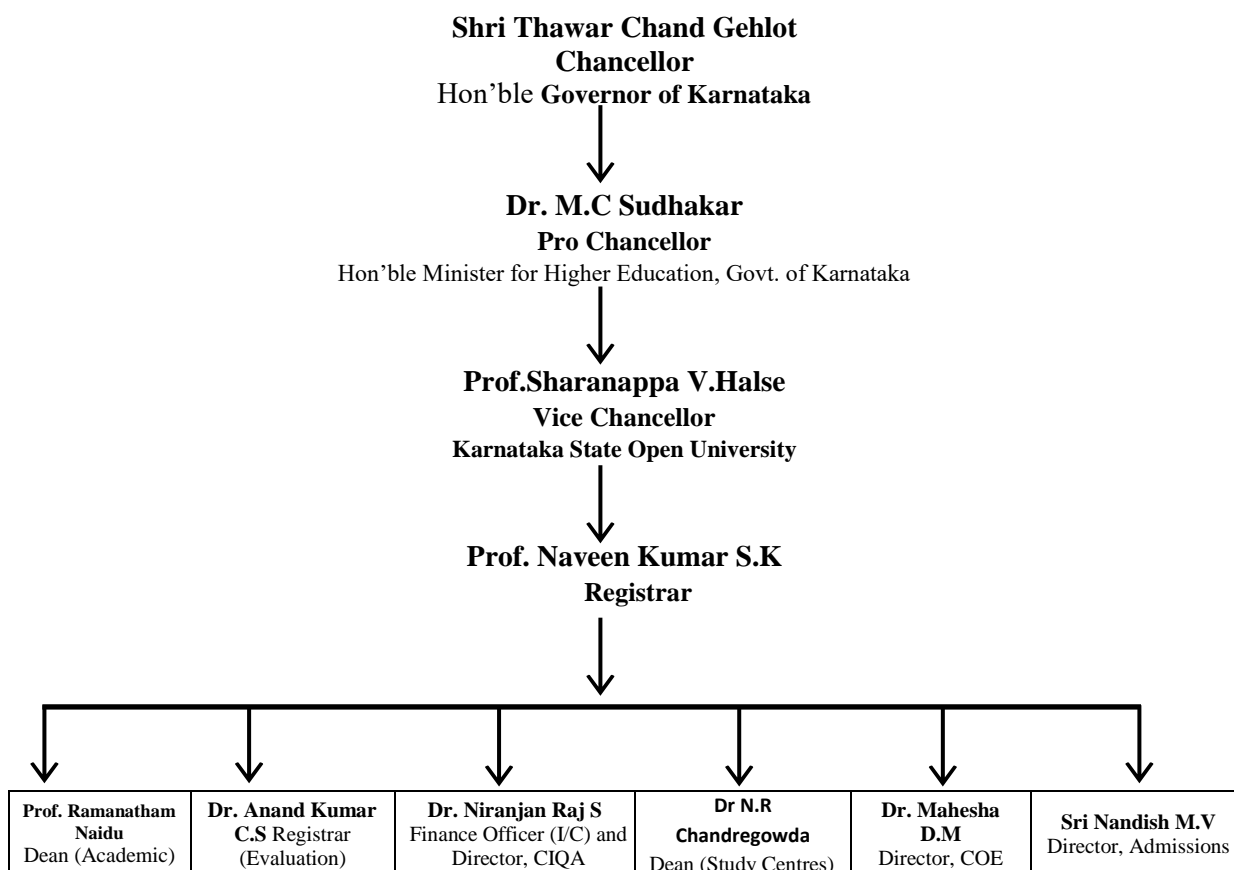 Shri Thawar Chand Gehlot
Chancellor
Hon’ble Governor of Karnataka
Dr. M.C Sudhakar
Pro Chancellor
Hon’ble Minister for Higher Education, Govt. of Karnataka
Prof.Sharanappa V.Halse
Vice Chancellor
Karnataka State Open University
Prof. Naveen Kumar S.K
Registrar
Prof. Ramanatham
Naidu
Dean (Academic)
Dr. Anand Kumar
C.S Registrar
(Evaluation)
Dr. Niranjan Raj S
Finance Officer (I/C) and
Director, CIQA
Dr N.R
Chandregowda
Dean (Study Centres)
Dr. Mahesha
D.M
Director, COE
Sri Nandish M.V
Director, Admissions